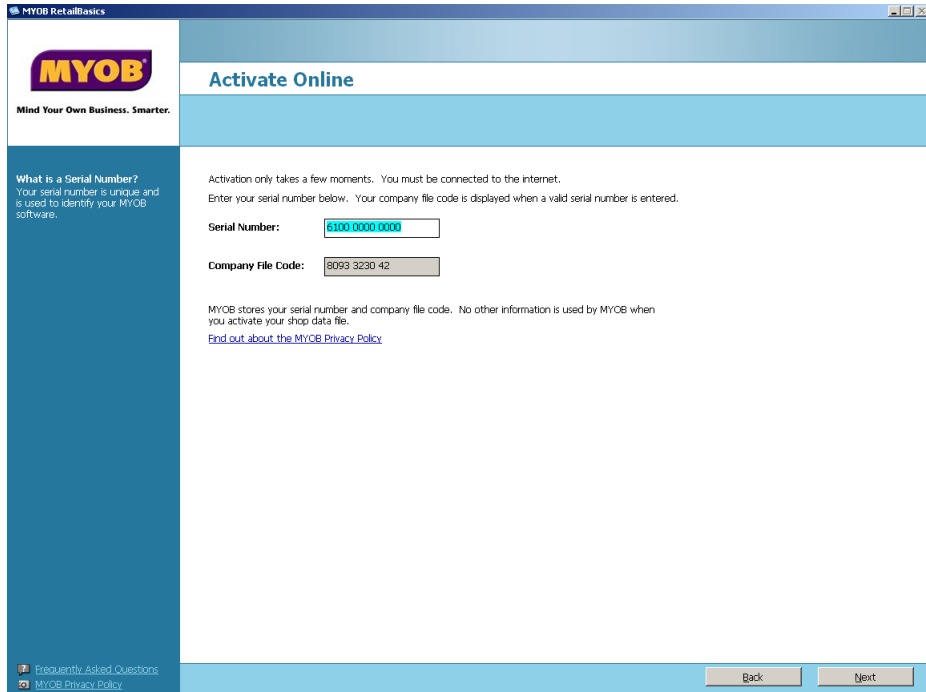 MYOB RetailBasics
MYOB
Mind Your Own Business. Smarter.
Activate Online
What is a Serial Number?
Your serial number is unique and
is used to identify your MYOB
software.
Activation only takes a few moments. You must be connected to the internet.
Enter your serial number below. Your company file code is displayed when a valid serial number is entered.
Serial Number: 6100 0000 0000
Company File Code: 8093 3230 42
MYOB stores your serial number and company file code. No other information is used by MYOB when
you activate your shop data file.
Find out about the MYOB Privacy Policy
Frequently Asked Questions
MYOB Privacy Policy
Back Next